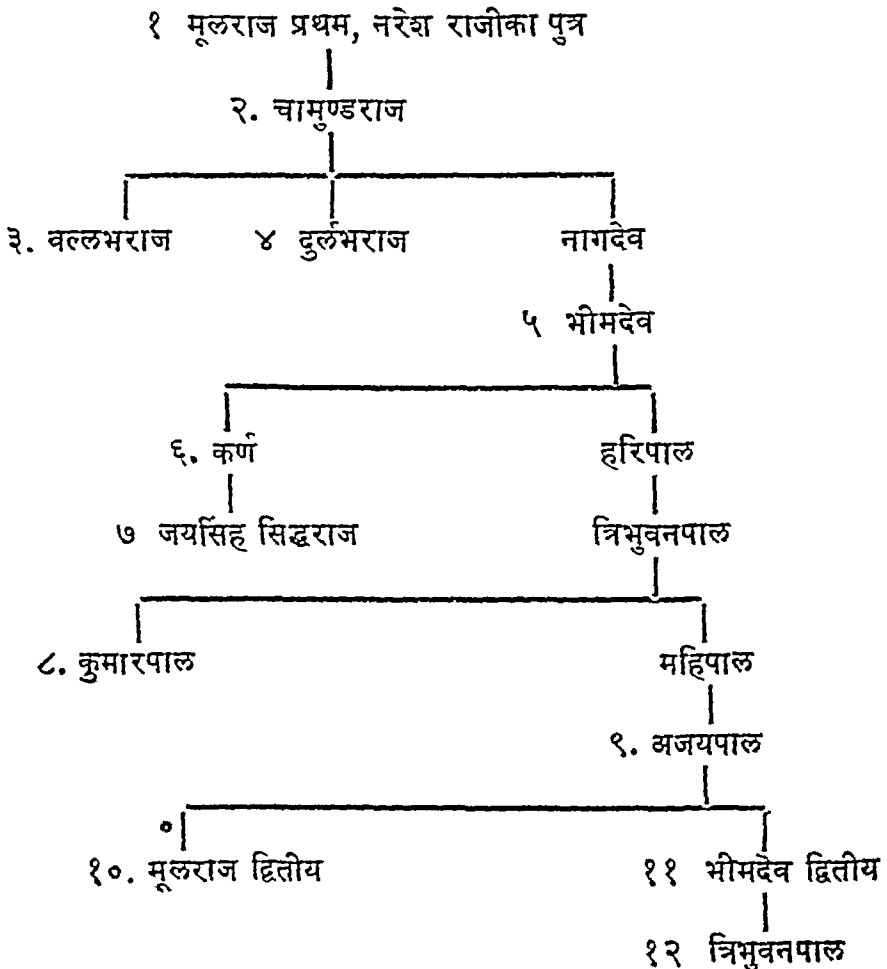 १ मूलराज प्रथम, नरेश राजीका पुत्र
२. चामुण्डराज
३. वल्लभराज ४ दुर्लभराज नागदेव
५ भीमदेव
६. कर्ण हरिपाल
७ जयसिंह सिद्धराज त्रिभुवनपाल
८. कुमारपाल महिपाल
९. अजयपाल
१०. मूलराज द्वितीय ११ भीमदेव द्वितीय
१२ त्रिभुवनपाल